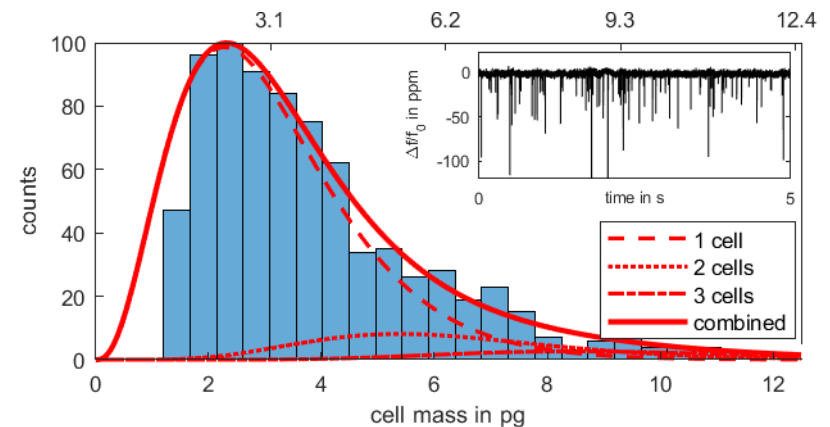 3.1 6.2 9.3 12.4
100
80
60
40
20
0
counts
0 2 4 6 8 10 12
cell mass in pg
0
-50
-100
Δf/f0 in ppm
0 time in s 5
1 cell
2 cells
3 cells
combined